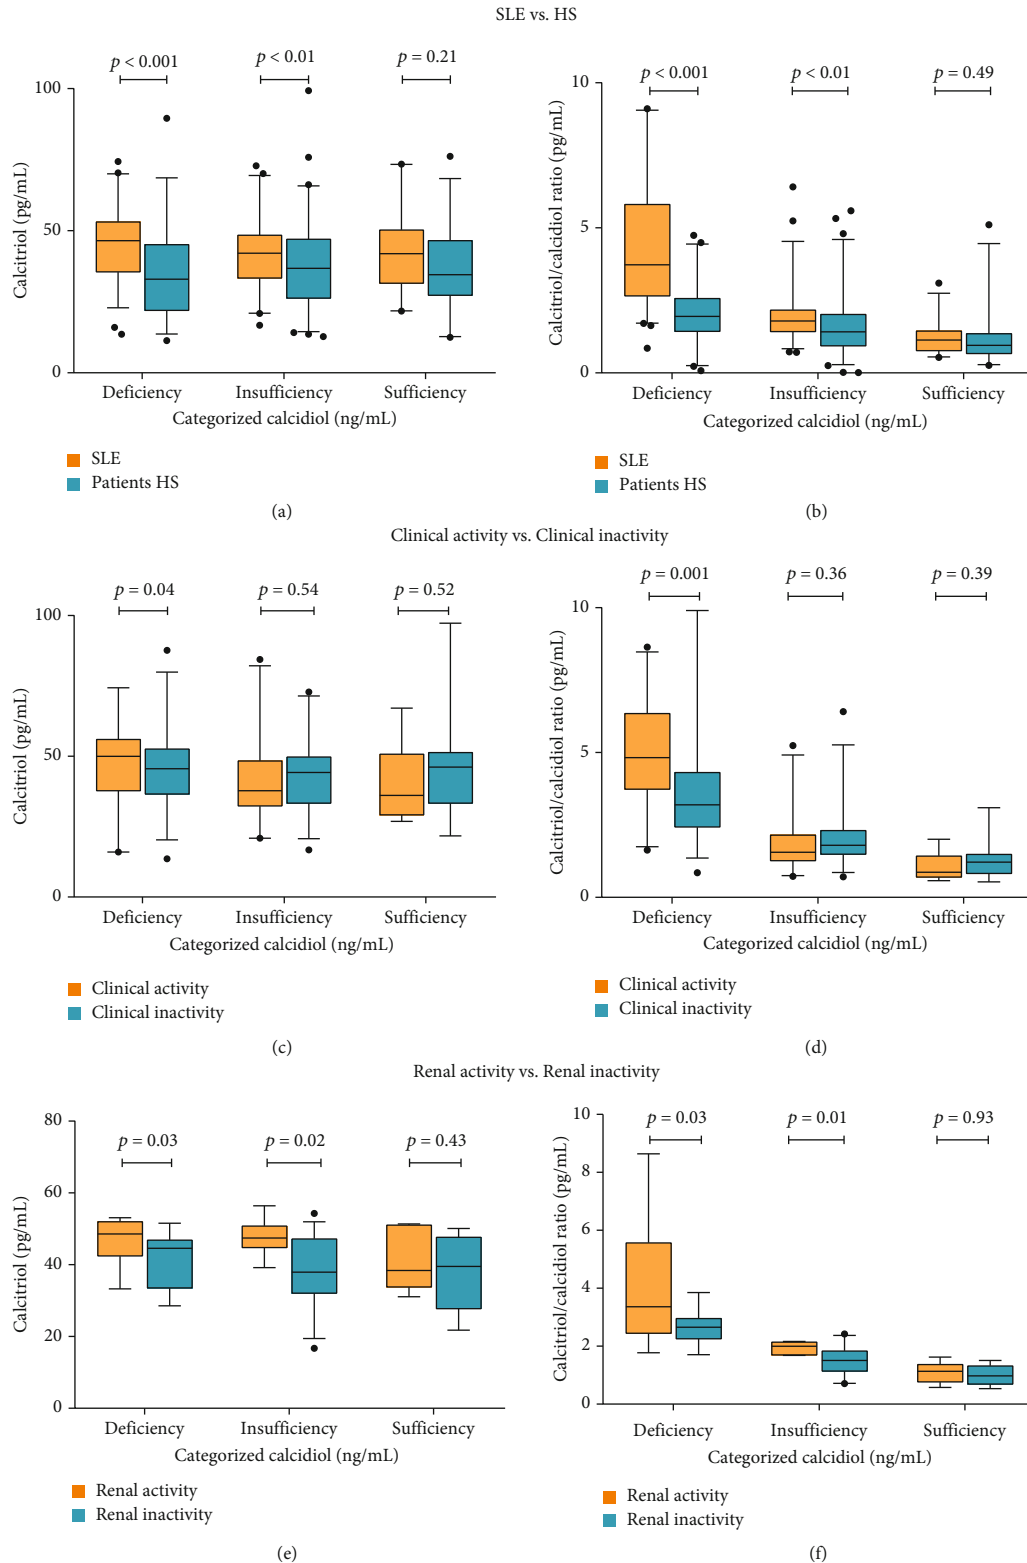 SLE vs. HS
p < 0.001
p < 0.01
p = 0.21
100
50
0
Calcitriol (pg/mL)
Deficiency
Insufficiency
Sufficiency
Categorized calcidiol (ng/mL)
SLE
Patients HS
(a)
p < 0.001
p < 0.01
p = 0.49
10
5
0
Calcitriol/calcidiol ratio (pg/mL)
Deficiency
Insufficiency
Sufficiency
Categorized calcidiol (ng/mL)
SLE
Patients HS
(b)
Clinical activity vs. Clinical inactivity
p = 0.04
p = 0.54
p = 0.52
100
50
0
Calcitriol (pg/mL)
Deficiency
Insufficiency
Sufficiency
Categorized calcidiol (ng/mL)
Clinical activity
Clinical inactivity
(c)
p = 0.001
p = 0.36
p = 0.39
10
5
0
Calcitriol/calcidiol ratio (pg/mL)
Deficiency
Insufficiency
Sufficiency
Categorized calcidiol (ng/mL)
Clinical activity
Clinical inactivity
(d)
Renal activity vs. Renal inactivity
p = 0.03
p = 0.02
p = 0.43
80
60
40
20
0
Calcitriol (pg/mL)
Deficiency
Insufficiency
Sufficiency
Categorized calcidiol (ng/mL)
Renal activity
Renal inactivity
(e)
p = 0.03
p = 0.01
p = 0.93
10
8
6
4
2
0
Calcitriol/calcidiol ratio (pg/mL)
Deficiency
Insufficiency
Sufficiency
Categorized calcidiol (ng/mL)
Renal activity
Renal inactivity
(f)